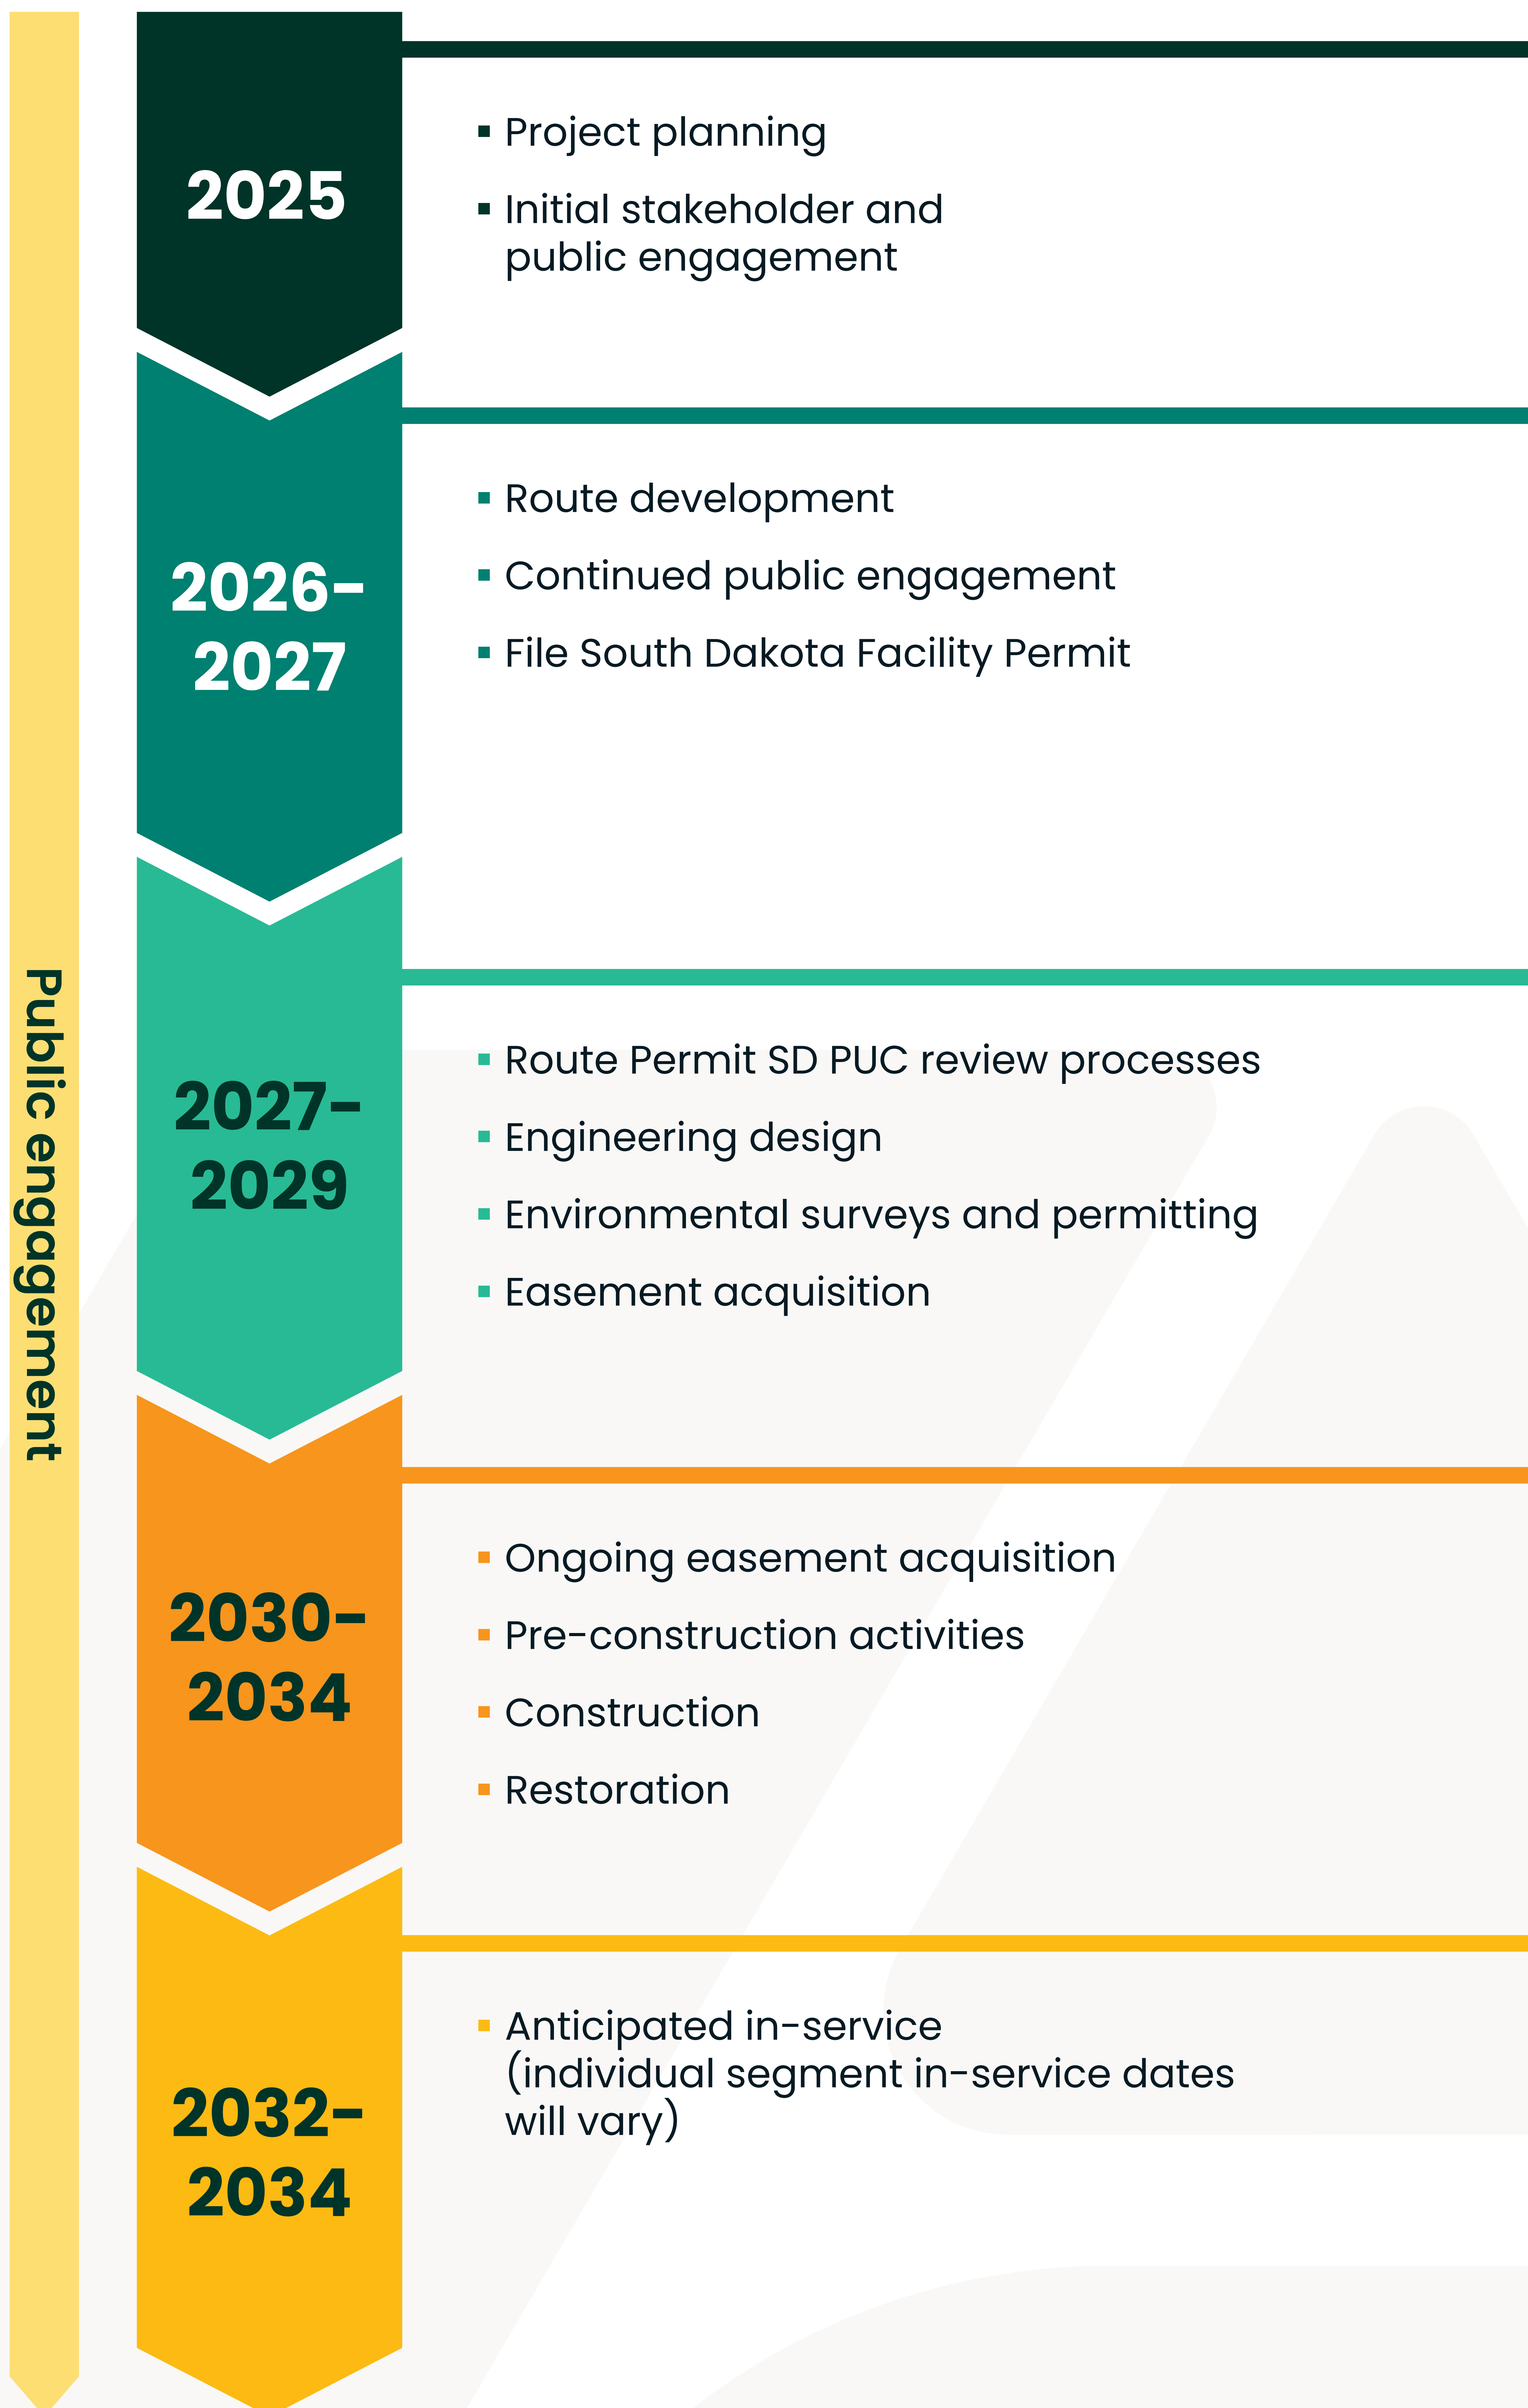 Public engagement
2025
Project planning
Initial stakeholder and
public engagement
2026-
2027
Route development
Continued public engagement
File South Dakota Facility Permit
2027-
2029
Route Permit SD PUC review processes
Engineering design
Environmental surveys and permitting
Easement acquisition
2030-
2034
Ongoing easement acquisition
Pre-construction activities
Construction
Restoration
2032-
2034
Anticipated in-service
(individual segment in-service dates
will vary)